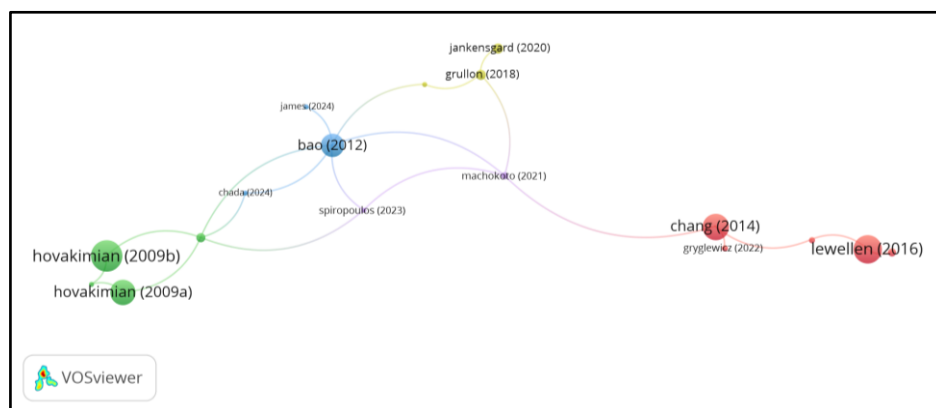 jankensgard (2020)
grullon (2018)
james (2024)
bao (2012)
machokoto (2021)
chada (2024)
spiropoulos (2023)
chang (2014)
gryglewicz (2022)
lewellen (2016)
hovakimian (2009b)
hovakimian (2009a)
VOSviewer